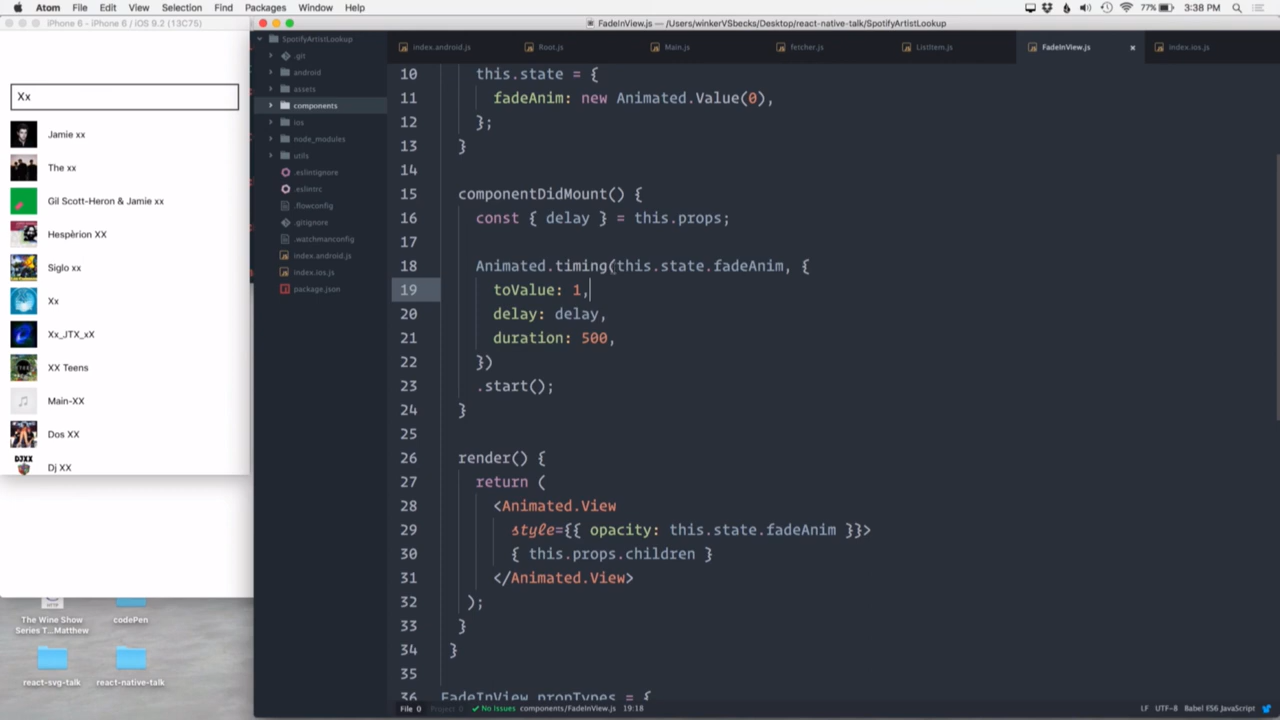 Atom File Edit View Selection Find Packages Window Help
77% 3:38 PM
iPhone 6 - iPhone 6 / iOS 9.2 (13C75)
FadeInView.js — /Users/winkerVSbecks/Desktop/react-native-talk/SpotifyArtistLookup
Xx
Jamie xx
The xx
Gil Scott-Heron & Jamie xx
Hespèrion XX
Siglo xx
Xx
Xx_.ITX_xX
XX Teens
Main-XX
Dos XX
DJXX
Dj XX
The Wine Show
Series T...Matthew
codePen
react-svg-talk
react-native-talk
SpotifyArtistLookup
.git
android
assets
components
ios
node_modules
utils
.eslintignore
.eslintrc
.flowconfig
.gitignore
.watchmanconfig
index.android.js
index.ios.js
package.json
index.android.js Root.js Main.js fetcher.js ListItem.js FadeInView.js index.ios.js
10 this.state = {
11 fadeAnim: new Animated.Value(0),
12 };
13 }
14
15 componentDidMount() {
16 const { delay } = this.props;
17
18 Animated.timing(this.state.fadeAnim, {
19 toValue: 1,
20 delay: delay,
21 duration: 500,
22 })
23 .start();
24 }
25
26 render() {
27 return (
28 <Animated.View
29 style={{ opacity: this.state.fadeAnim }}>
30 { this.props.children }
31 </Animated.View>
32 );
33 }
34 }
35
36 FadeInView.propTypes = {
File 0 Project 0 No Issues components/FadeInView.js 19:18 LF UTF-8 Babel ES6 JavaScript